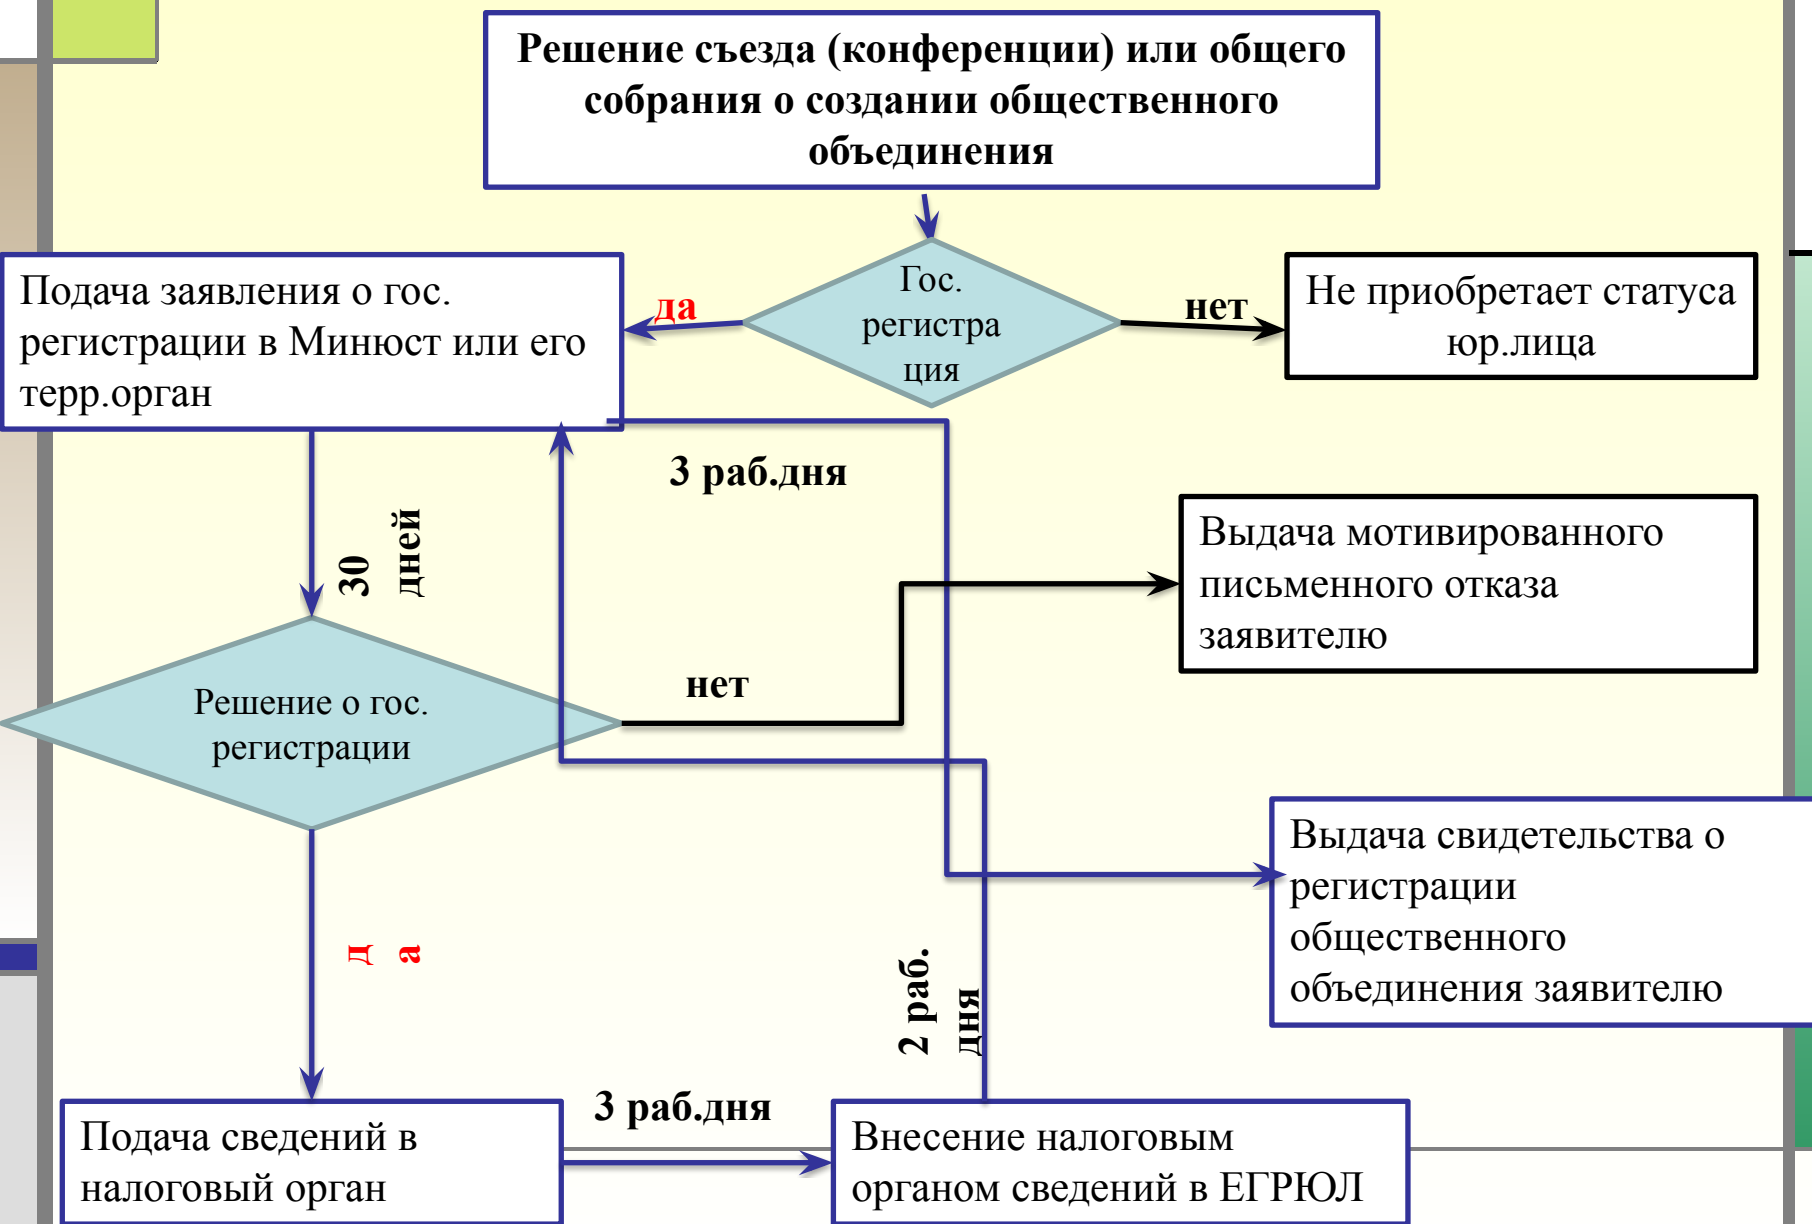 Решение съезда (конференции) или общего
собрания о создании общественного
объединения
Подача заявления о гос.
регистрации в Минюст или его
терр.орган
да
Гос.
регистра
ция
нет
Не приобретает статуса
юр.лица
3 раб.дня
30
дней
Выдача мотивированного
письменного отказа
заявителю
Решение о гос.
регистрации
нет
Выдача свидетельства о
регистрации
общественного
объединения заявителю
д
а
2 раб.
дня
Подача сведений в
налоговый орган
3 раб.дня
Внесение налоговым
органом сведений в ЕГРЮЛ